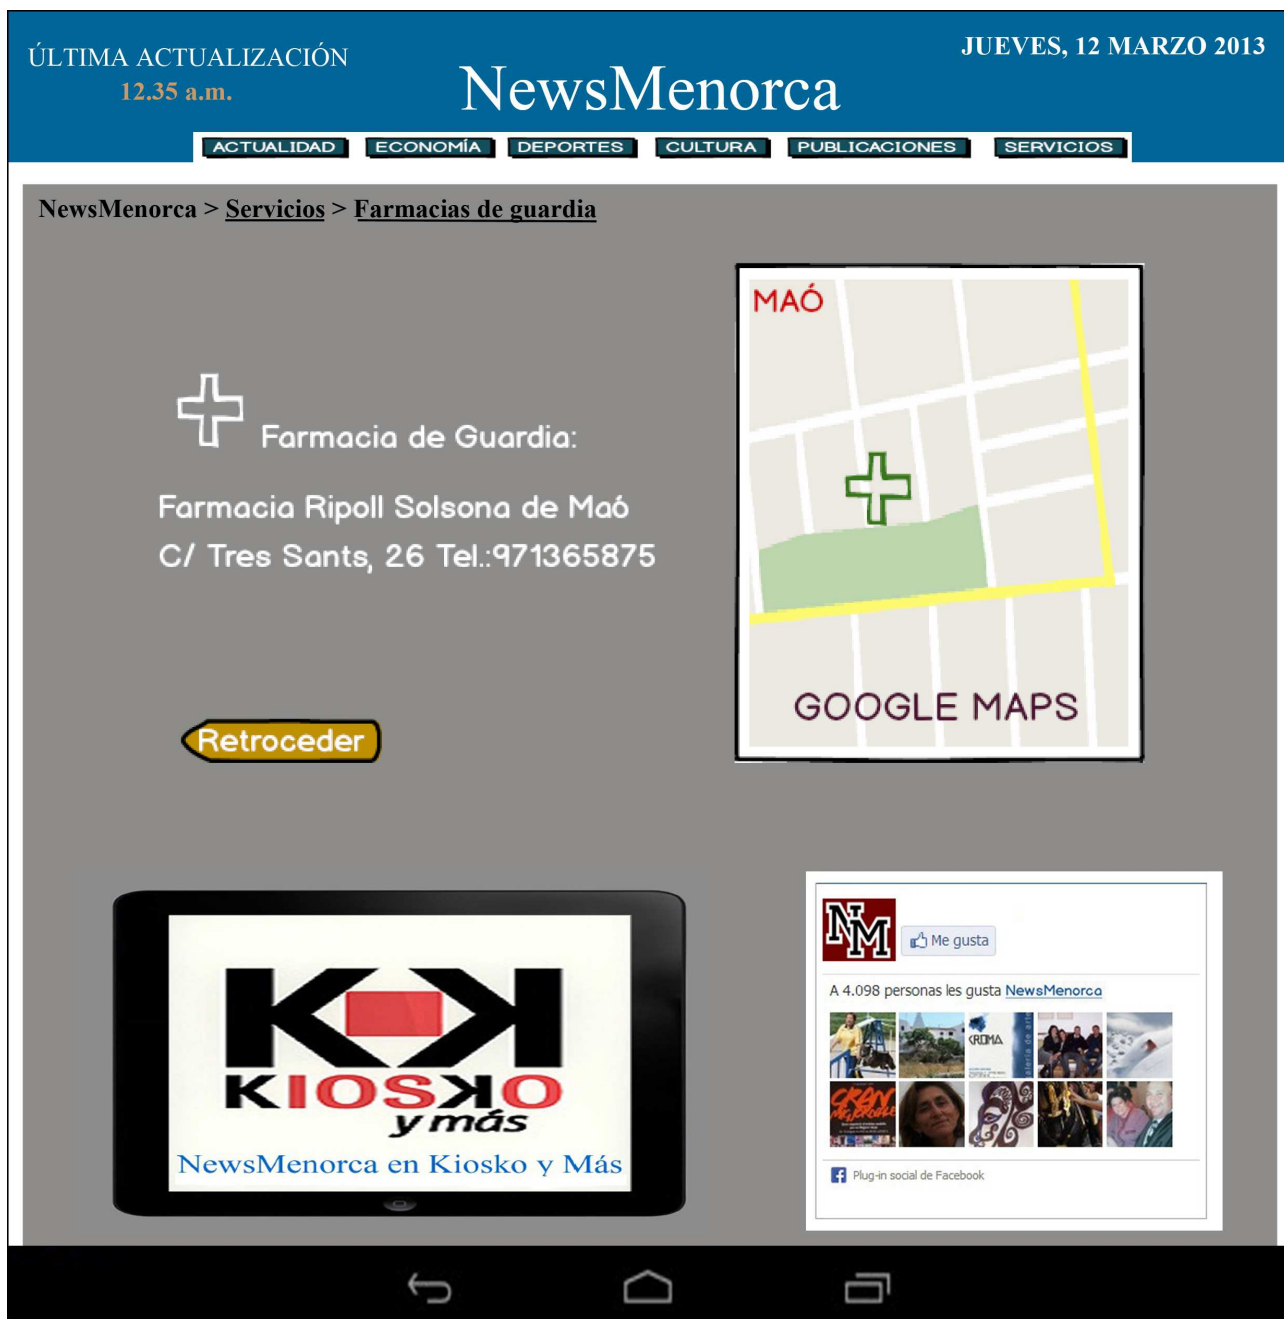 ÚLTIMA ACTUALIZACIÓN
12.35 a.m.
NewsMenorca
JUEVES, 12 MARZO 2013
ACTUALIDAD ECONOMÍA DEPORTES CULTURA PUBLICACIONES SERVICIOS
NewsMenorca > Servicios > Farmacias de guardia
Farmacia de Guardia:
Farmacia Ripoll Solsona de Maó
C/ Tres Sants, 26 Tel.:971365875
Retroceder
MAÓ
GOOGLE MAPS
KIOSKO
y más
NewsMenorca en Kiosko y Más
NM
Me gusta
A 4.098 personas les gusta NewsMenorca
KROMA
Plug-in social de Facebook